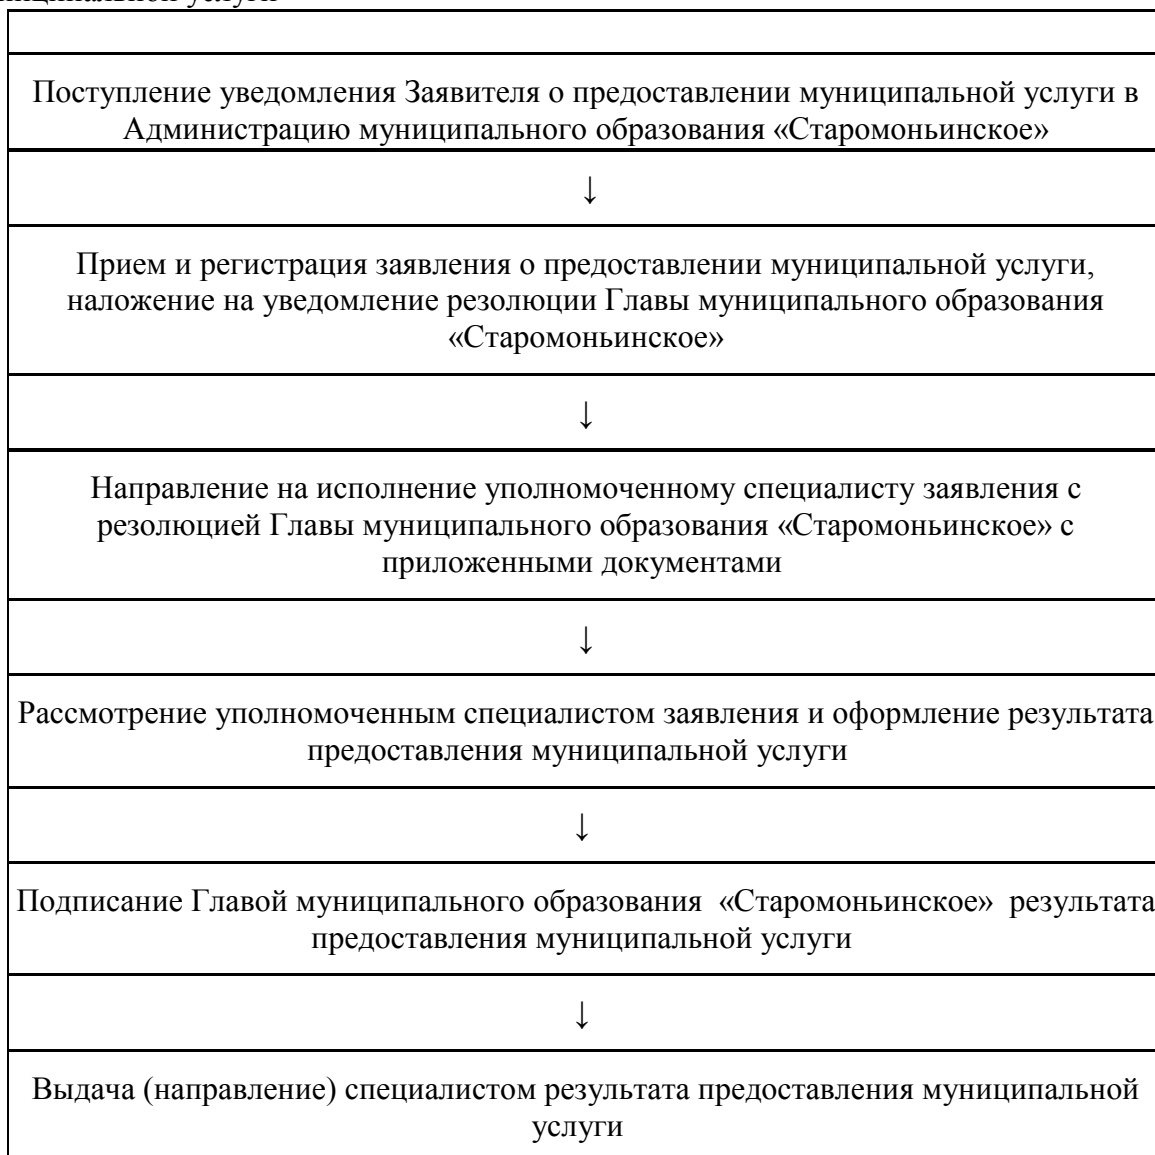 муниципальной услуги
Поступление уведомления Заявителя о предоставлении муниципальной услуги в
Администрацию муниципального образования «Старомоньинское»
↓
Прием и регистрация заявления о предоставлении муниципальной услуги,
наложение на уведомление резолюции Главы муниципального образования
«Старомоньинское»
↓
Направление на исполнение уполномоченному специалисту заявления с
резолюцией Главы муниципального образования «Старомоньинское» с
приложенными документами
↓
Рассмотрение уполномоченным специалистом заявления и оформление результата
предоставления муниципальной услуги
↓
Подписание Главой муниципального образования «Старомоньинское» результата
предоставления муниципальной услуги
↓
Выдача (направление) специалистом результата предоставления муниципальной
услуги